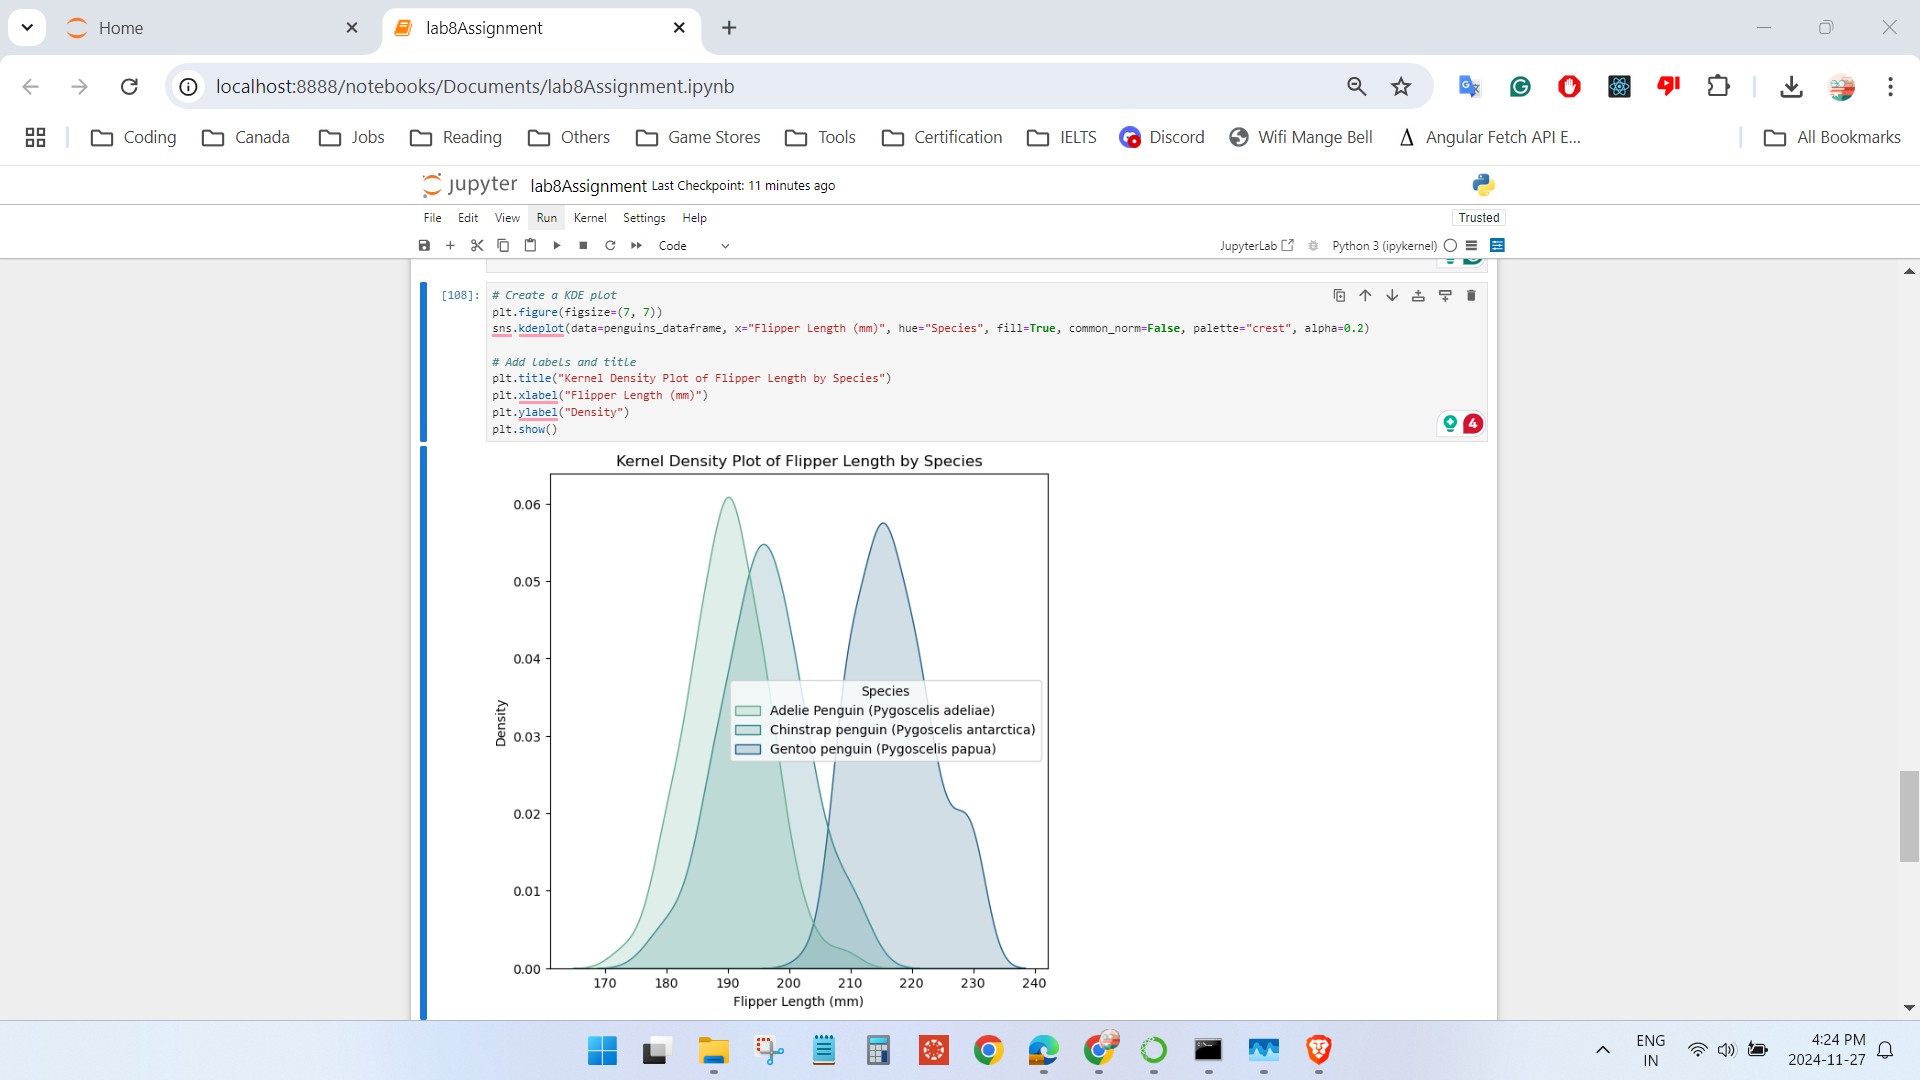 Home
lab8Assignment
localhost:8888/notebooks/Documents/lab8Assignment.ipynb
Coding Canada Jobs Reading Others Game Stores Tools Certification IELTS Discord Wifi Mange Bell Angular Fetch API E... All Bookmarks
jupyter lab8Assignment Last Checkpoint: 11 minutes ago
File Edit View Run Kernel Settings Help Trusted
Code JupyterLab Python 3 (ipykernel)
[108]:
# Create a KDE plot
plt.figure(figsize=(7, 7))
sns.kdeplot(data=penguins_dataframe, x="Flipper Length (mm)", hue="Species", fill=True, common_norm=False, palette="crest", alpha=0.2)
# Add labels and title
plt.title("Kernel Density Plot of Flipper Length by Species")
plt.xlabel("Flipper Length (mm)")
plt.ylabel("Density")
plt.show()
4
Kernel Density Plot of Flipper Length by Species
0.06
0.05
0.04
0.03
0.02
0.01
0.00
Density
Species
Adelie Penguin (Pygoscelis adeliae)
Chinstrap penguin (Pygoscelis antarctica)
Gentoo penguin (Pygoscelis papua)
170 180 190 200 210 220 230 240
Flipper Length (mm)
ENG
IN
4:24 PM
2024-11-27